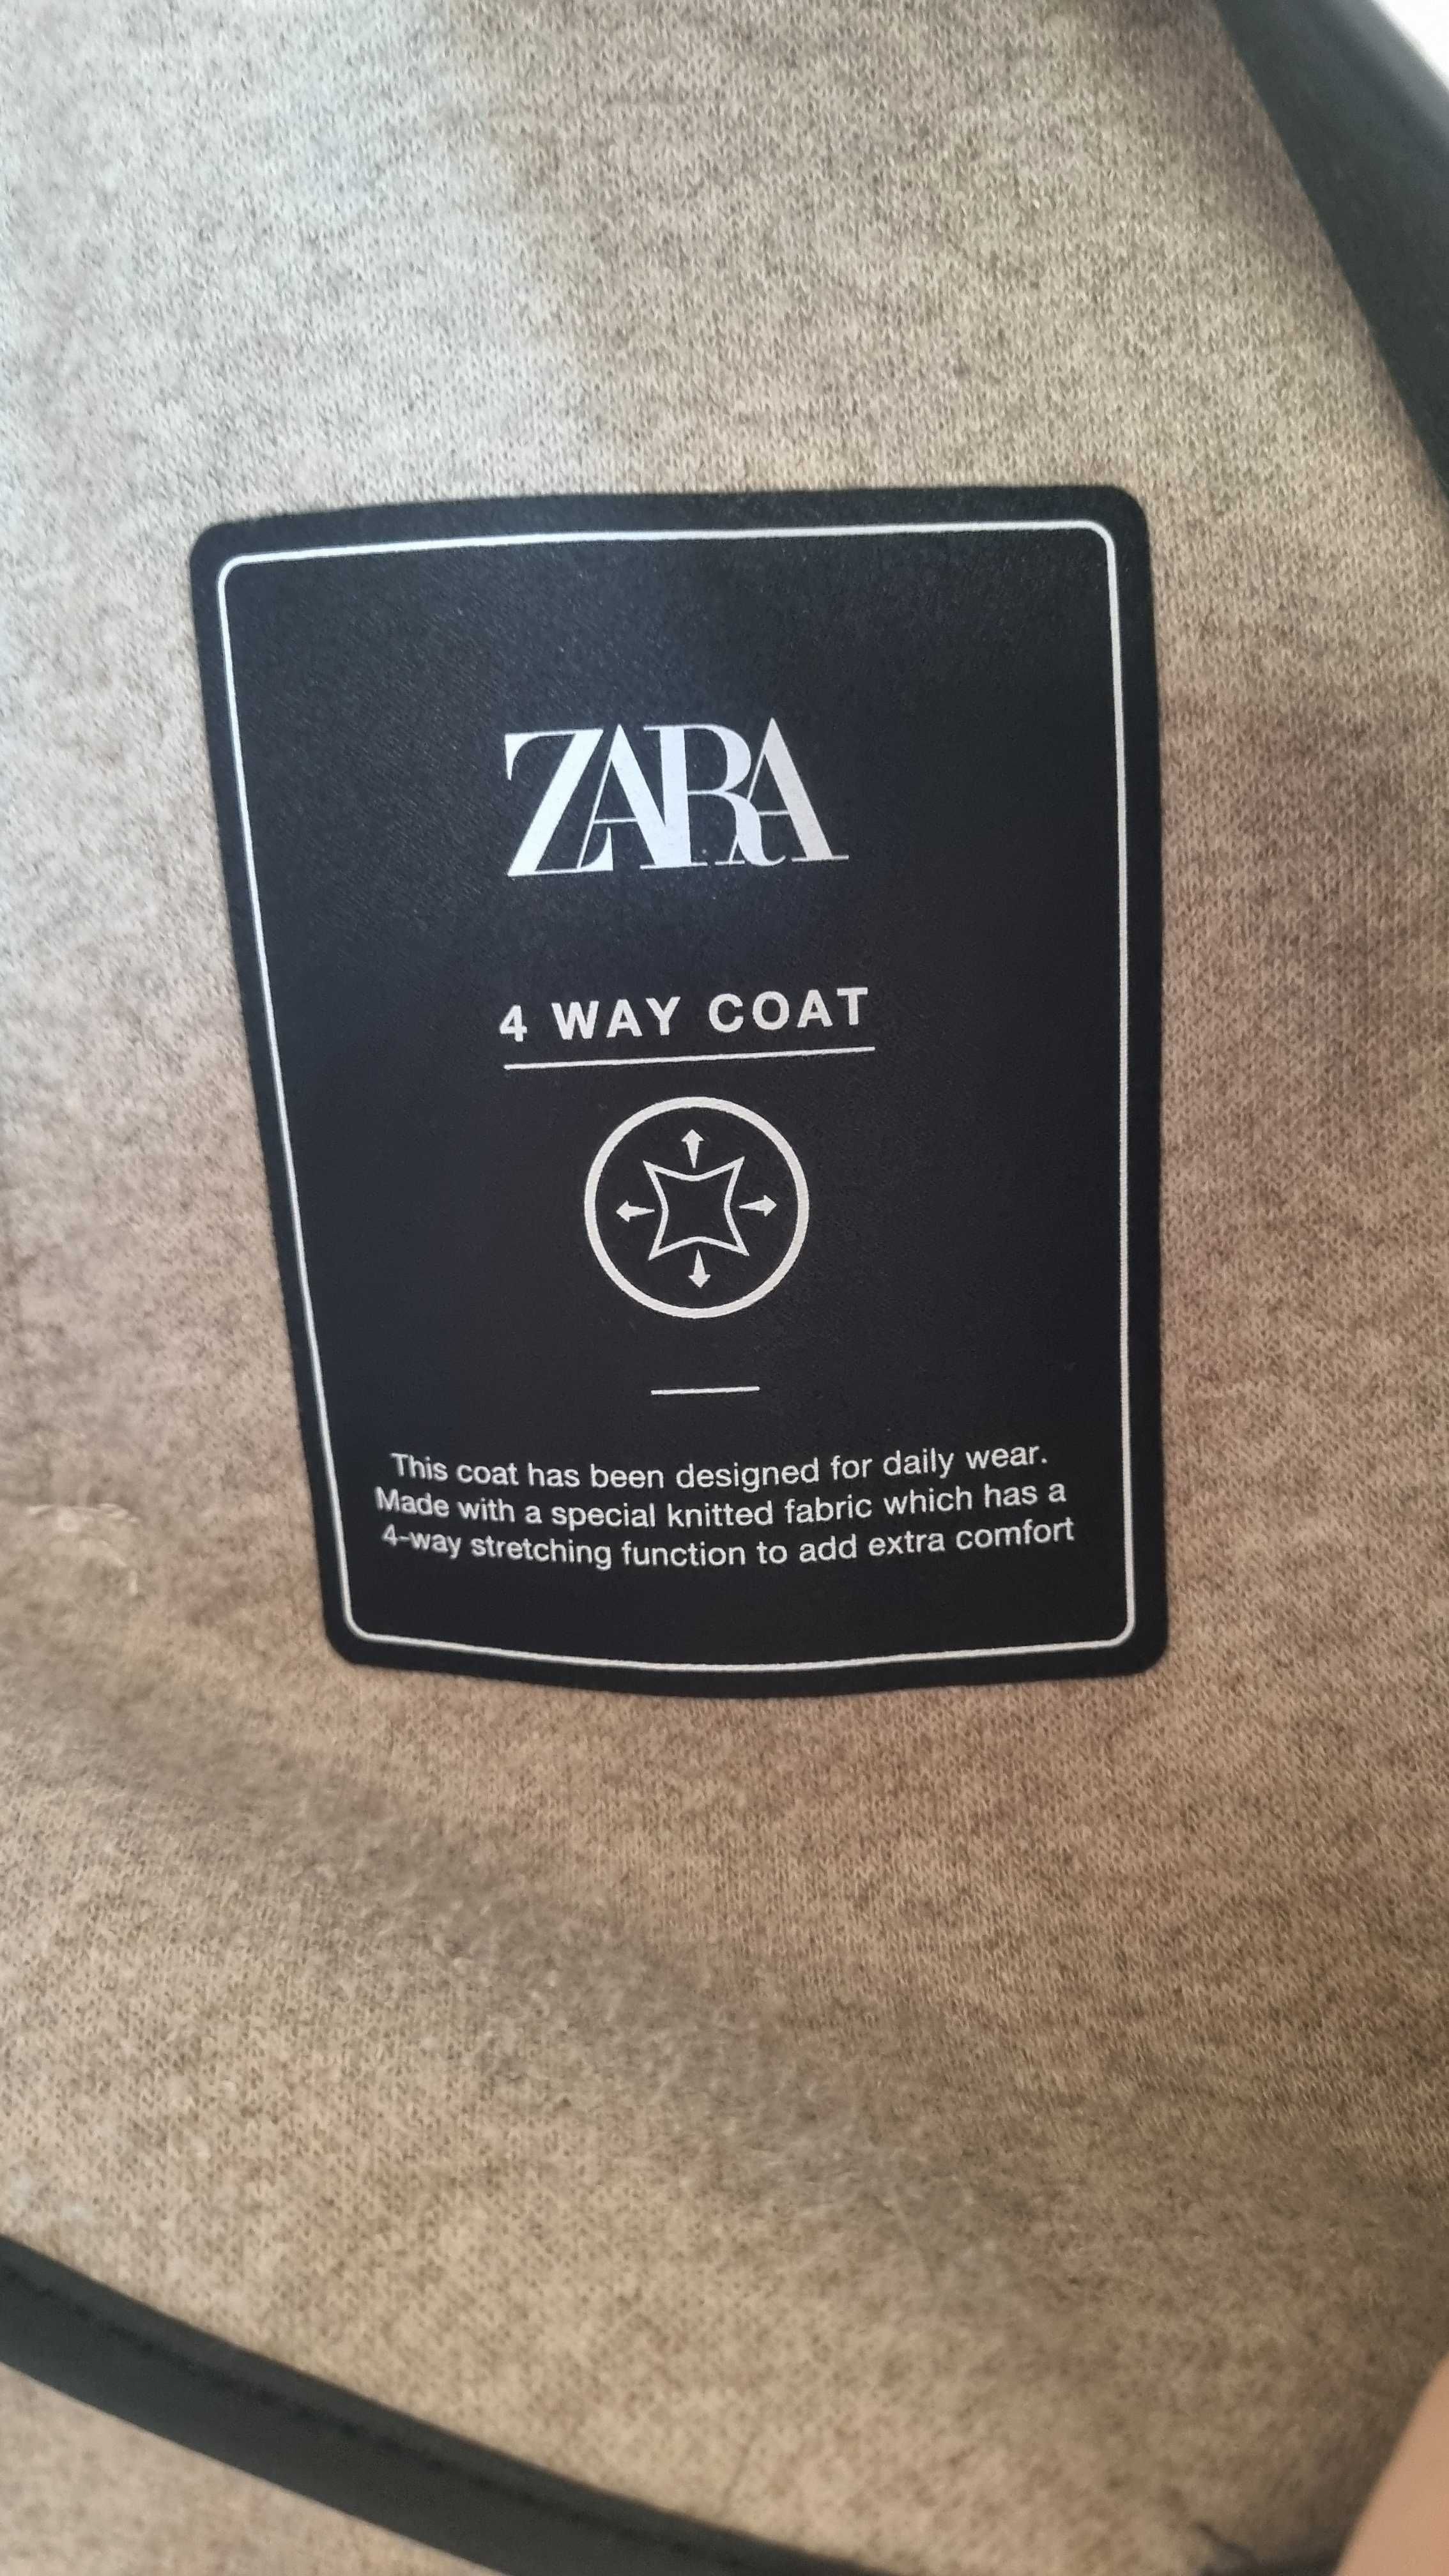 ZARA
4 WAY COAT
This coat has been designed for daily wear.
Made with a special knitted fabric which has a
4-way stretching function to add extra comfort